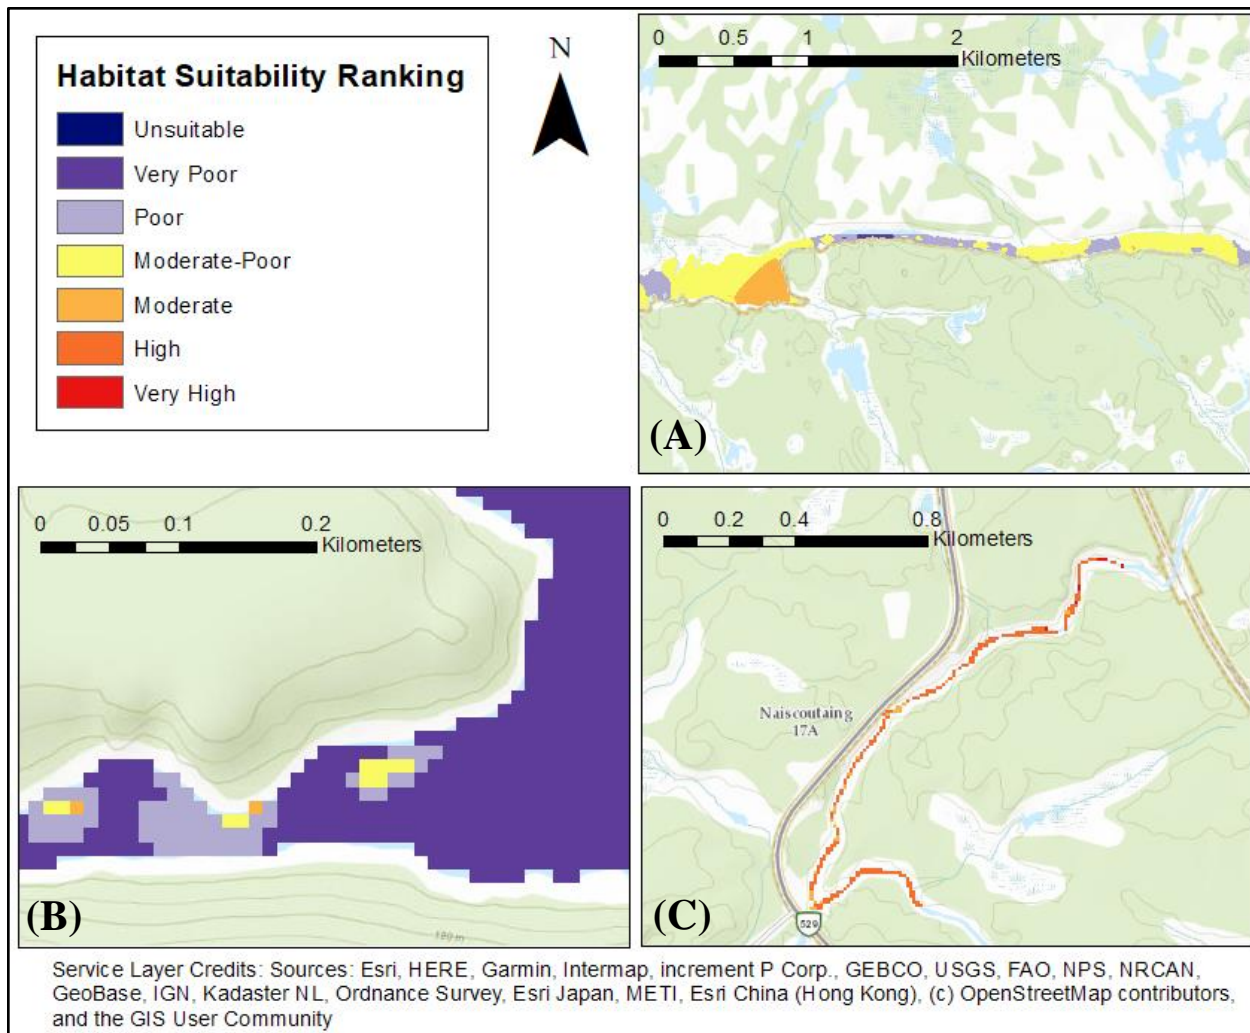 Habitat Suitability Ranking
Unsuitable
Very Poor
Poor
Moderate-Poor
Moderate
High
Very High
N
0 0.5 1 2
Kilometers
(A)
0 0.05 0.1 0.2
Kilometers
120 m
(B)
0 0.2 0.4 0.8
Kilometers
Naiscoutaing
17A
529
(C)
Service Layer Credits: Sources: Esri, HERE, Garmin, Intermap, increment P Corp., GEBCO, USGS, FAO, NPS, NRCAN,
GeoBase, IGN, Kadaster NL, Ordnance Survey, Esri Japan, METI, Esri China (Hong Kong), (c) OpenStreetMap contributors,
and the GIS User Community